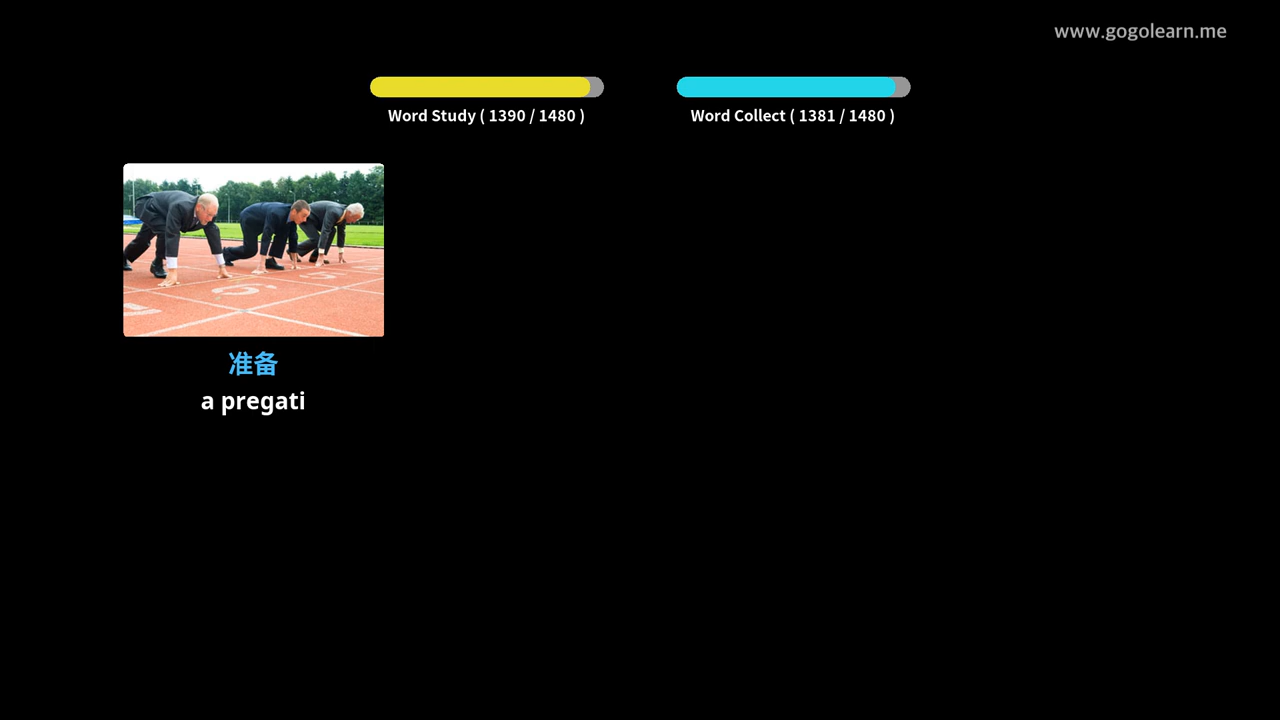 www.gogolearn.me
Word Study ( 1390 / 1480 )
Word Collect ( 1381 / 1480 )
准备
a pregati